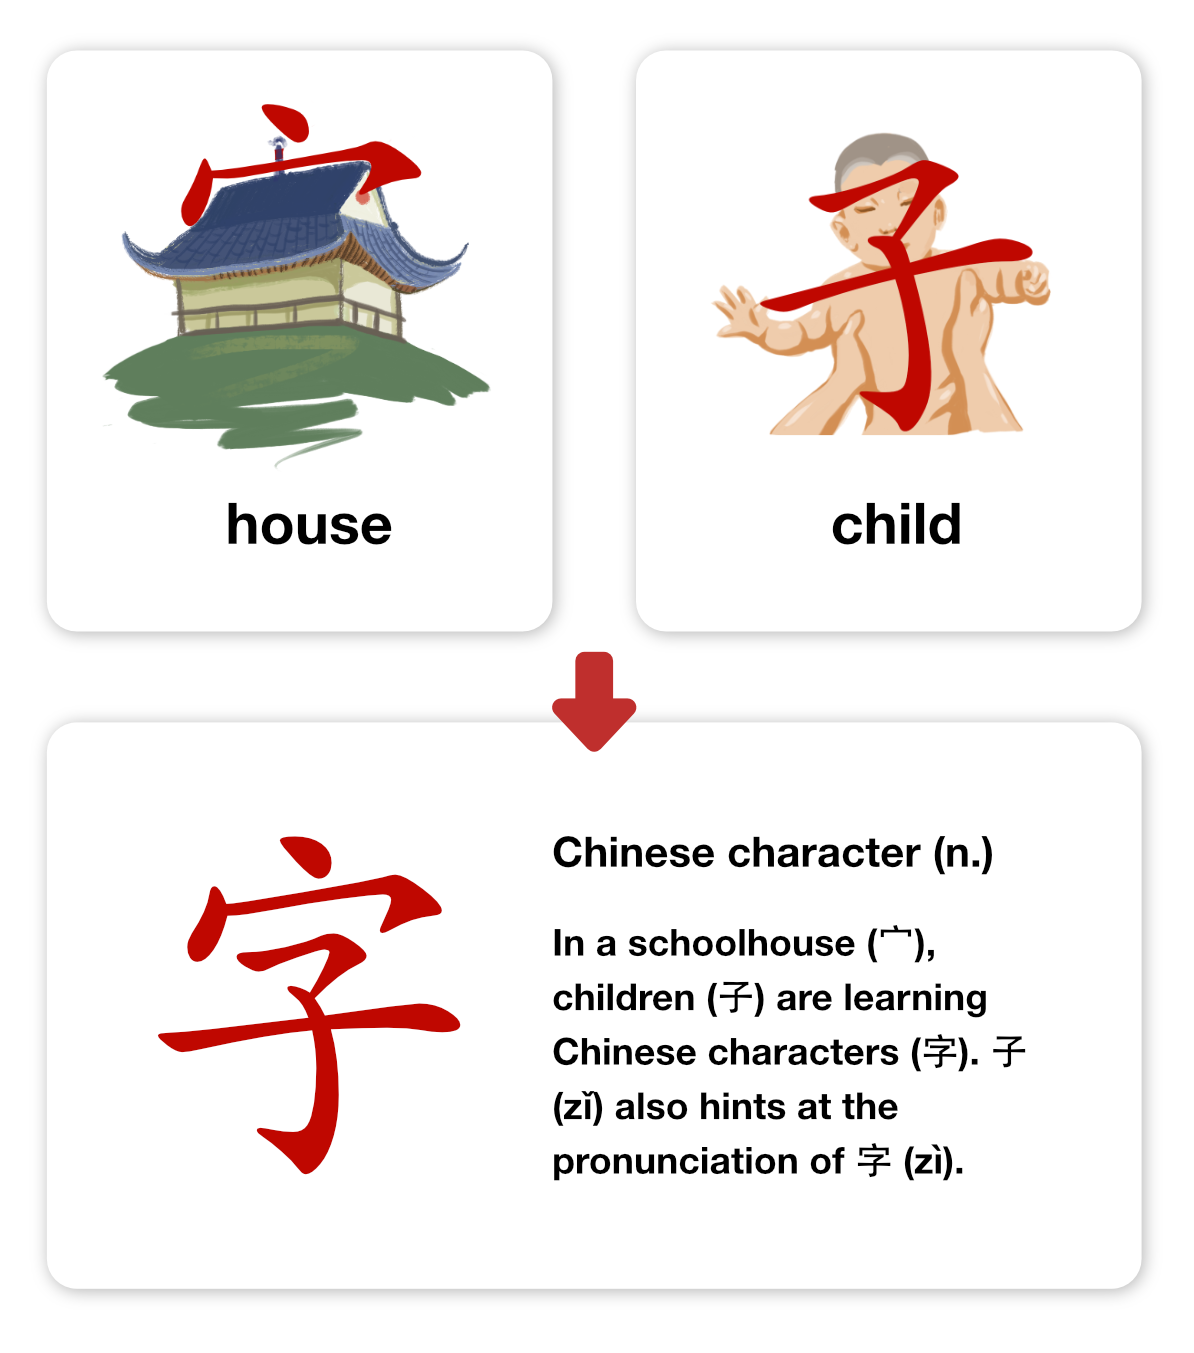 宀
house
子
child
字
Chinese character (n.)
In a schoolhouse (宀),
children (子) are learning
Chinese characters (字). 子
(zǐ) also hints at the
pronunciation of 字 (zì).